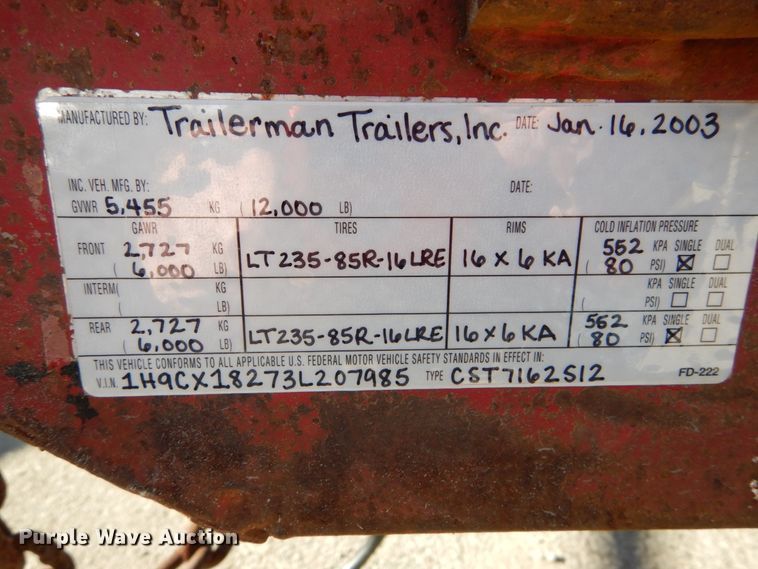 MANUFACTURED BY: Trailerman Trailers, Inc. DATE: Jan. 16, 2003
INC. VEH. MFG. BY: DATE:
GVWR 5,455 KG ( 12,000 LB)
GAWR TIRES RIMS COLD INFLATION PRESSURE
FRONT 2,727 KG LT235-85R-16LRE 16 x 6 KA 552 KPA SINGLE DUAL
( 6,000 LB) ( 80 PSI) ☒ ☐
INTERM( KG KPA SINGLE DUAL
( LB) ( PSI) ☐ ☐
REAR 2,727 KG LT235-85R-16LRE 16 x 6 KA 552 KPA SINGLE DUAL
( 6,000 LB) ( 80 PSI) ☒ ☐
THIS VEHICLE CONFORMS TO ALL APPLICABLE U.S. FEDERAL MOTOR VEHICLE SAFETY STANDARDS IN EFFECT IN:
V.I.N. 1H9CX18273L207985 TYPE CST7162S12 FD-222
Purple Wave Auction